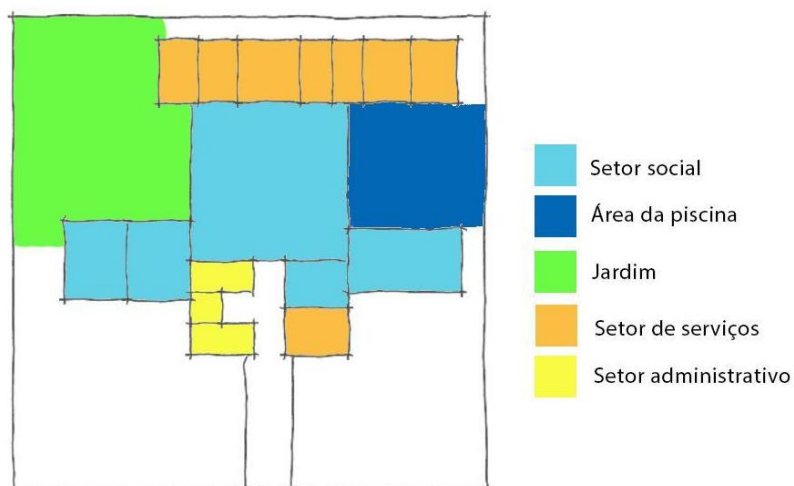 Setor social
Área da piscina
Jardim
Setor de serviços
Setor administrativo